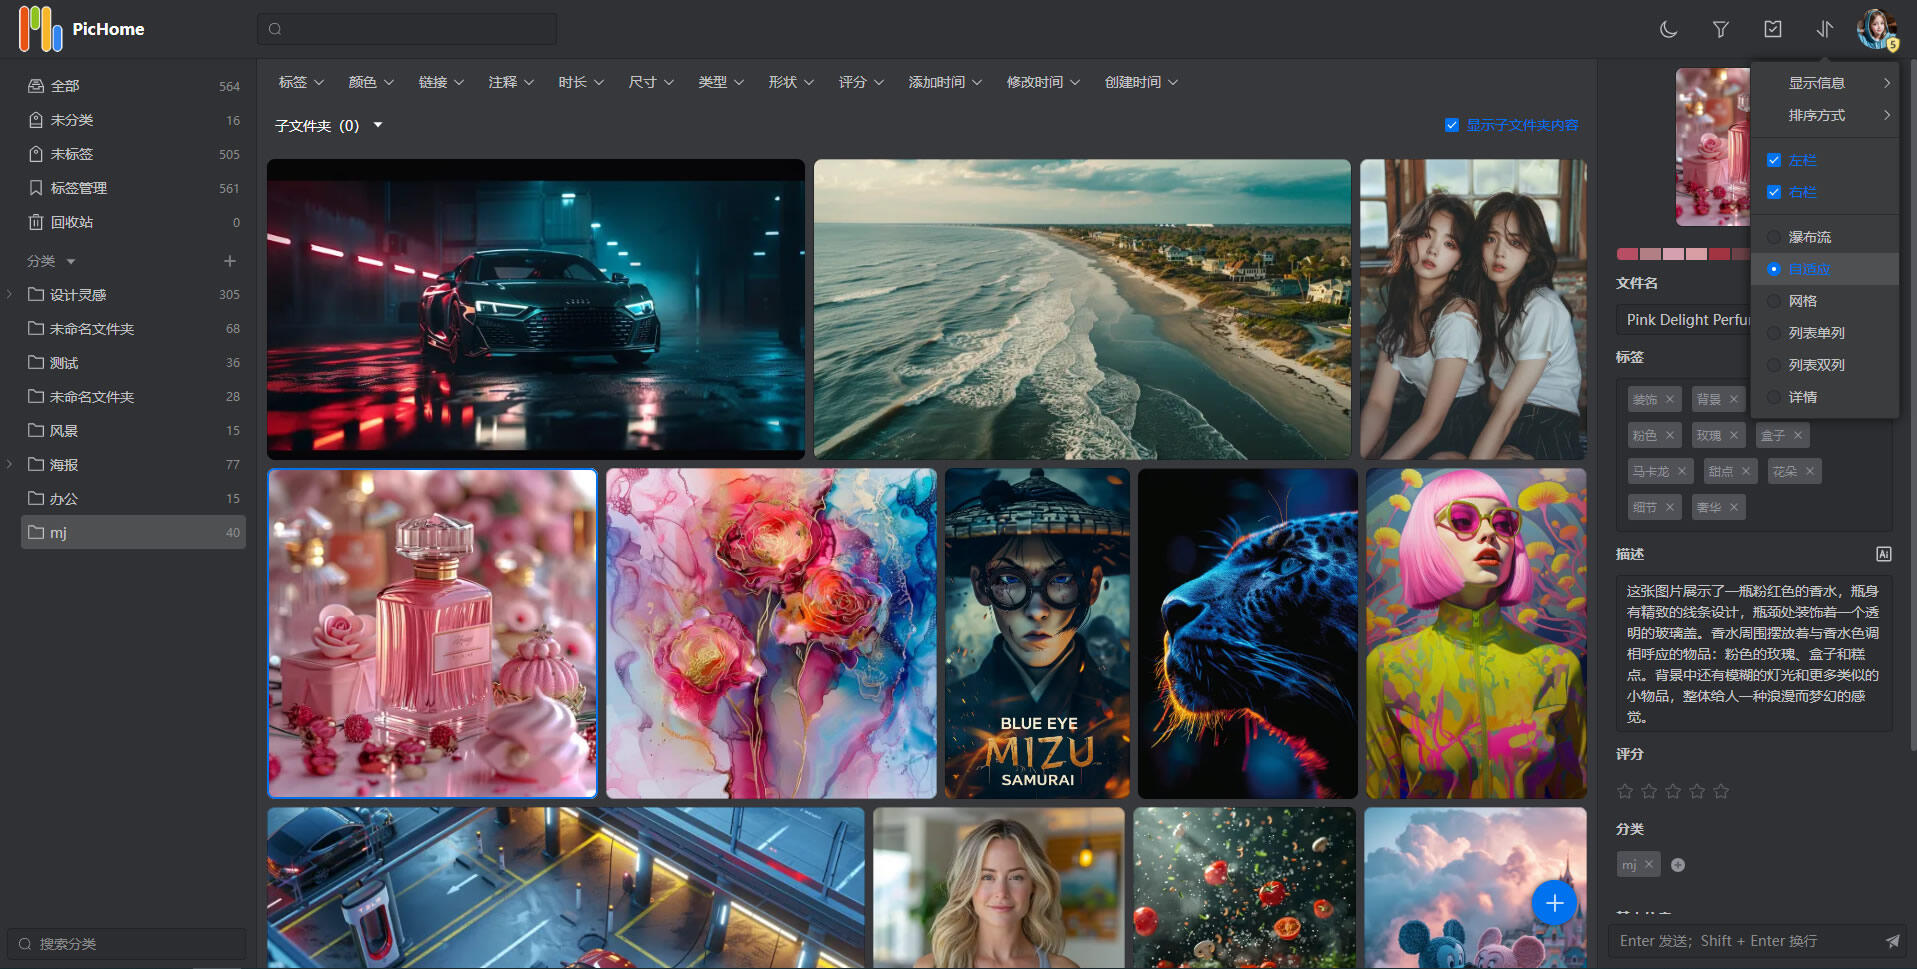 PicHome
5
全部 564
未分类 16
未标签 505
标签管理 561
回收站 0
分类
设计灵感 305
未命名文件夹 68
测试 36
未命名文件夹 28
风景 15
海报 77
办公 15
mj 40
搜索分类
标签 颜色 链接 注释 时长 尺寸 类型 形状 评分 添加时间 修改时间 创建时间
子文件夹 (0)
显示子文件夹内容
BLUE EYE
MIZU
SAMURAI
显示信息
排序方式
左栏
右栏
瀑布流
自适应
网格
列表单列
列表双列
详情
文件名
Pink Delight Perfu
标签
装饰 背景
粉色 玫瑰 盒子
马卡龙 甜点 花朵
细节 奢华
描述
Ai
这张图片展示了一瓶粉红色的香水，瓶身
有精致的线条设计，瓶颈处装饰着一个透
明的玻璃盖。香水周围摆放着与香水色调
相呼应的物品：粉色的玫瑰、盒子和糕
点。背景中还有模糊的灯光和更多类似的
小物品，整体给人一种浪漫而梦幻的感
觉。
评分
分类
mj
Enter 发送；Shift + Enter 换行